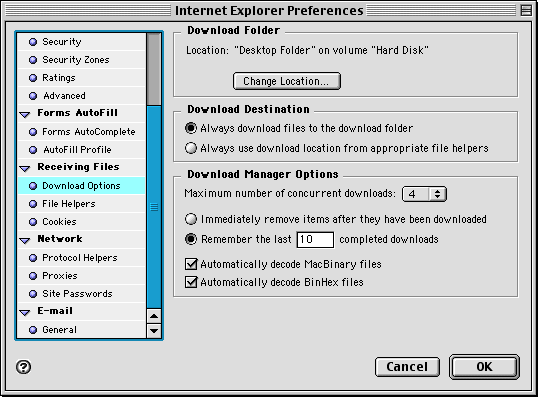 Internet Explorer Preferences
Security
Security Zones
Ratings
Advanced
Forms AutoFill
Forms AutoComplete
AutoFill Profile
Receiving Files
Download Options
File Helpers
Cookies
Network
Protocol Helpers
Proxies
Site Passwords
E-mail
General
Download Folder
Location: "Desktop Folder" on volume "Hard Disk"
Change Location...
Download Destination
Always download files to the download folder
Always use download location from appropriate file helpers
Download Manager Options
Maximum number of concurrent downloads: 4
Immediately remove items after they have been downloaded
Remember the last 10 completed downloads
Automatically decode MacBinary files
Automatically decode BinHex files
?
Cancel OK